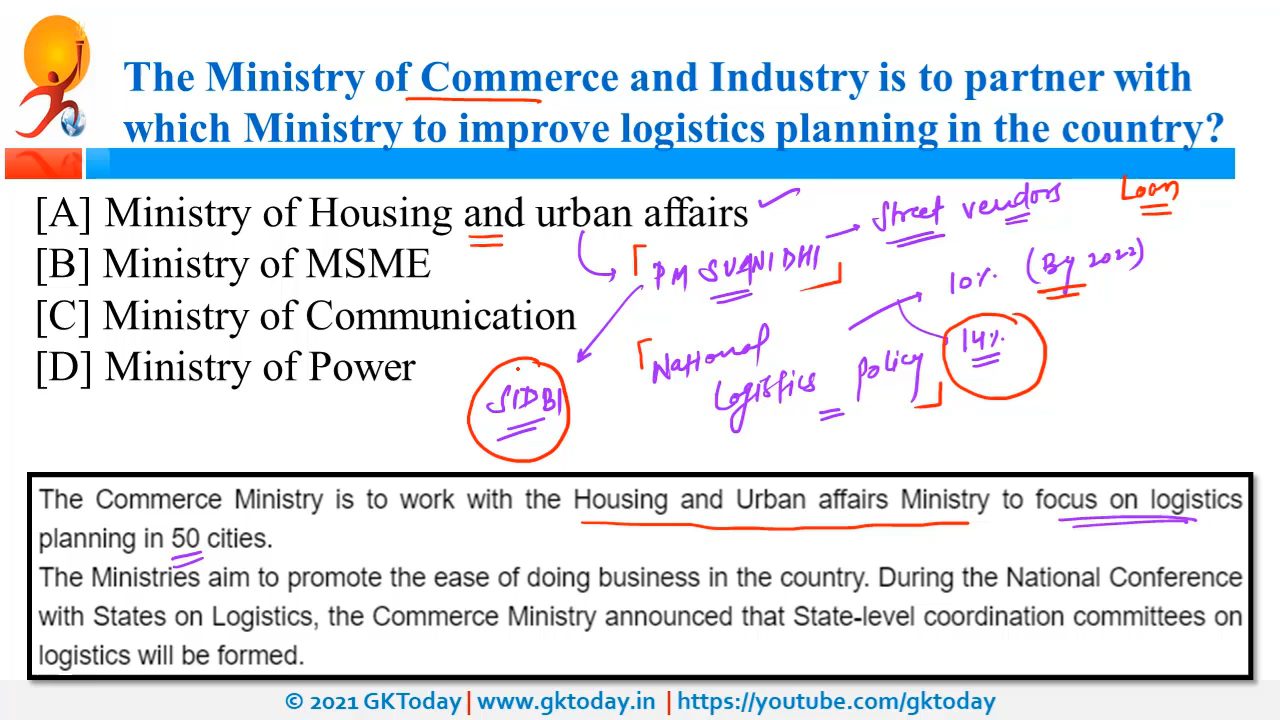 The Ministry of Commerce and Industry is to partner with
which Ministry to improve logistics planning in the country?
[A] Ministry of Housing and urban affairs
Street vendors
Loan
[B] Ministry of MSME
PM SVANIDHI
10% (By 2022)
[C] Ministry of Communication
14%
[D] Ministry of Power
National
Logistics Policy
SIDBI
The Commerce Ministry is to work with the Housing and Urban affairs Ministry to focus on logistics
planning in 50 cities.
The Ministries aim to promote the ease of doing business in the country. During the National Conference
with States on Logistics, the Commerce Ministry announced that State-level coordination committees on
logistics will be formed.
© 2021 GKToday | www.gktoday.in | https://youtube.com/gktoday